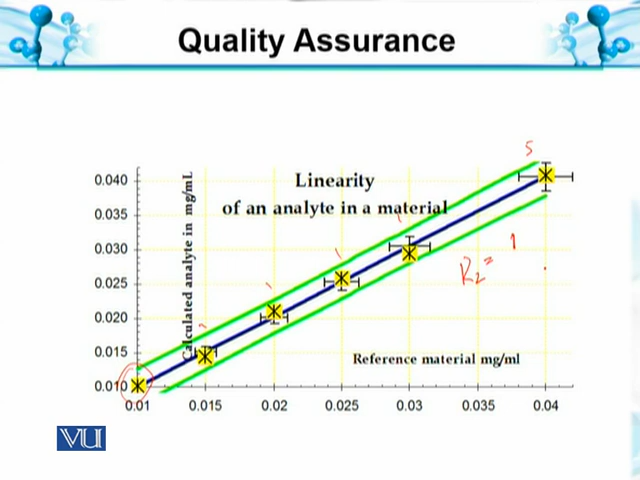 Quality Assurance
Linearity
of an analyte in a material
Calculated analyte in mg/mL
0.040
0.035
0.030
0.025
0.020
0.015
0.010
Reference material mg/ml
0.01 0.015 0.02 0.025 0.03 0.035 0.04
5
R2 = 1
VU